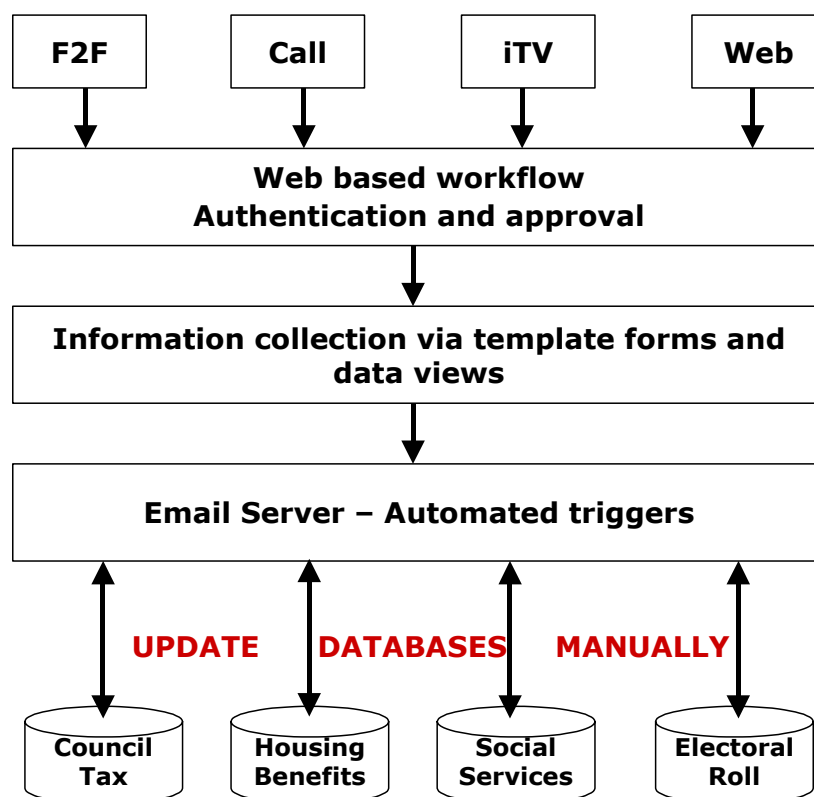 F2F
Call
iTV
Web
Web based workflow
Authentication and approval
Information collection via template forms and
data views
Email Server – Automated triggers
UPDATE DATABASES MANUALLY
Council
Tax
Housing
Benefits
Social
Services
Electoral
Roll